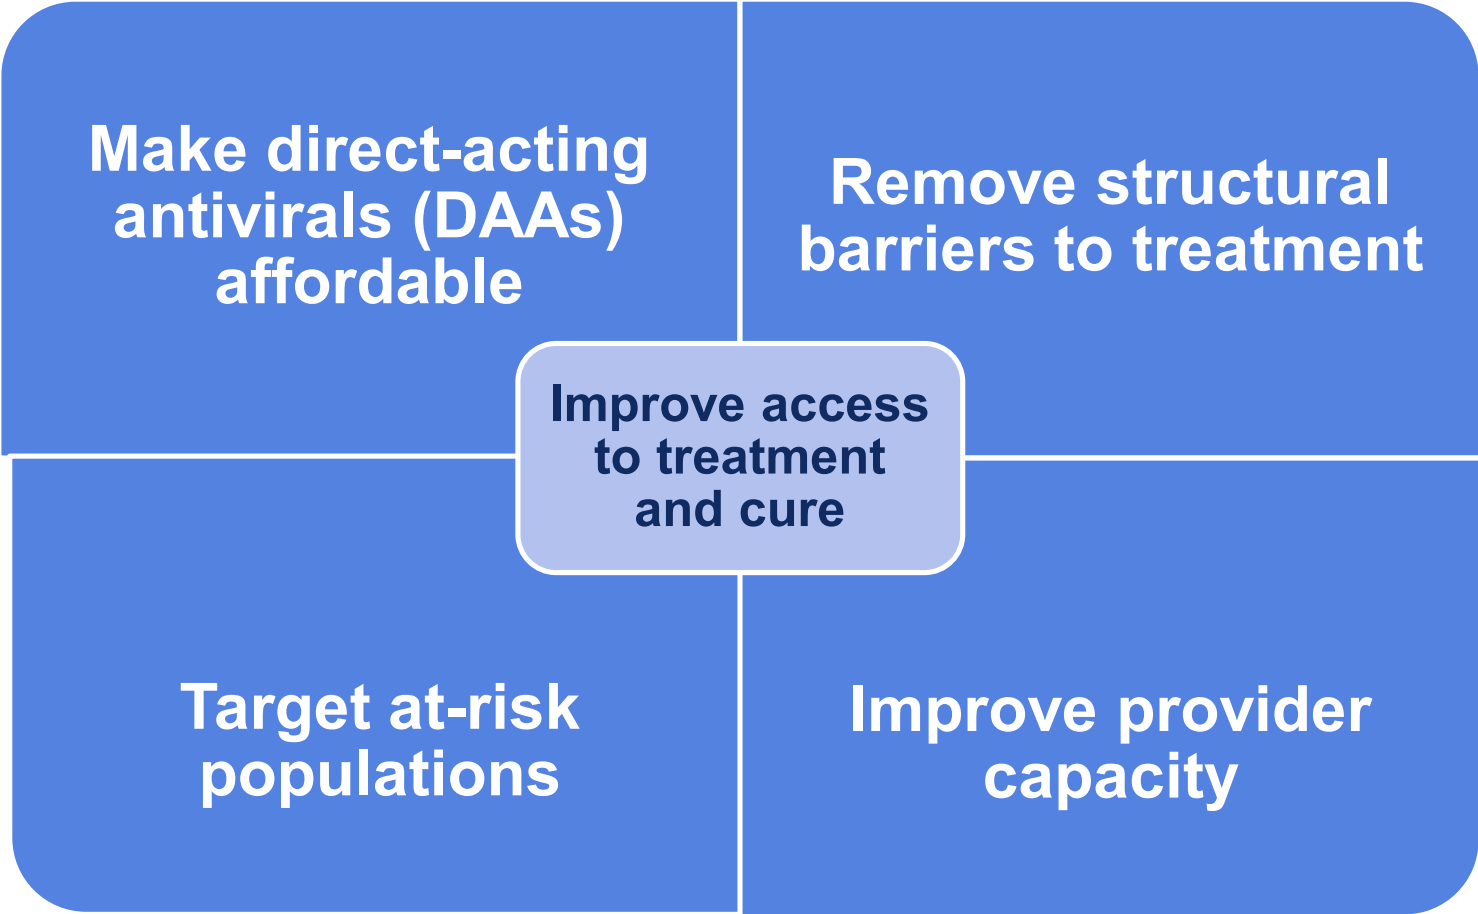 Make direct-acting
antivirals (DAAs)
affordable
Remove structural
barriers to treatment
Improve access
to treatment
and cure
Target at-risk
populations
Improve provider
capacity